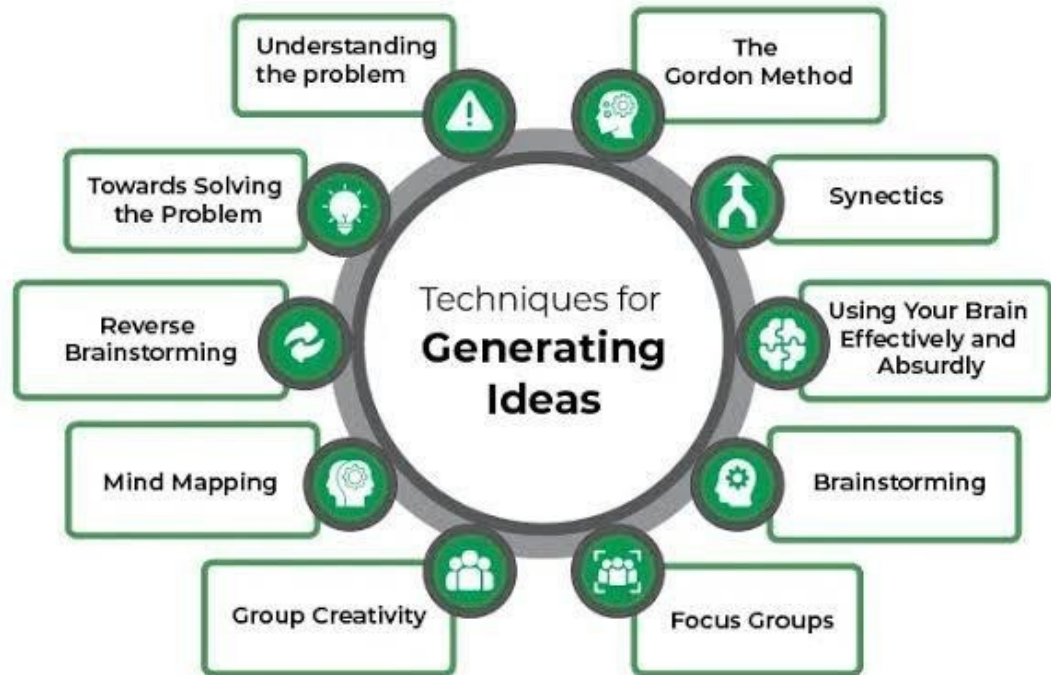 Techniques for
Generating
Ideas
Understanding
the problem
The
Gordon Method
Towards Solving
the Problem
Synectics
Reverse
Brainstorming
Using Your Brain
Effectively and
Absurdly
Mind Mapping
Brainstorming
Group Creativity
Focus Groups